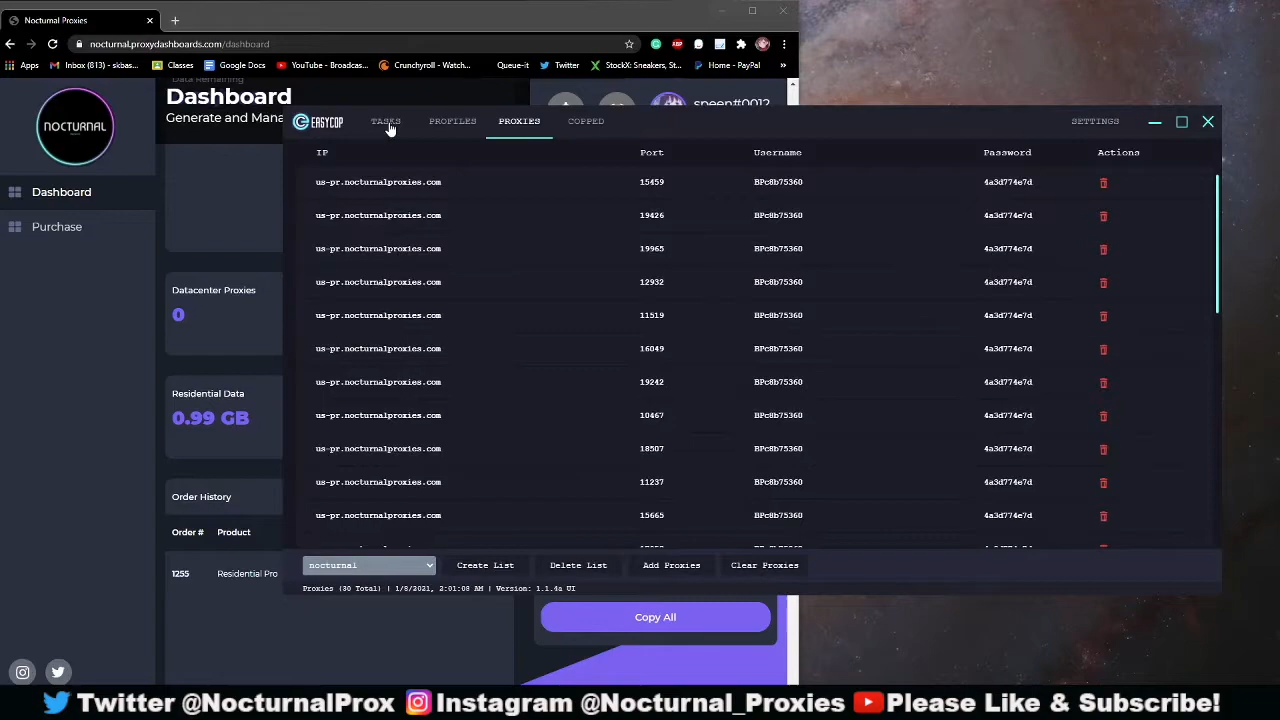 Nocturnal Proxies
nocturnal.proxydashboards.com/dashboard
ABP
Apps
Inbox (813) - skbas...
Classes
Google Docs
YouTube - Broadcas...
Crunchyroll - Watch...
Queue-it
Twitter
StockX: Sneakers, St...
Home - PayPal
»
Data Remaining
Dashboard
Generate and Mana
speen#0012
NOCTURNAL
Dashboard
Purchase
Datacenter Proxies
0
Residential Data
0.99 GB
Order History
Order # Product
1255 Residential Pro
EASYCOP TASKS PROFILES PROXIES COPPED SETTINGS
IP Port Username Password Actions
us-pr.nocturnalproxies.com 15459 BPc8b75360 4a3d774e7d
us-pr.nocturnalproxies.com 19426 BPc8b75360 4a3d774e7d
us-pr.nocturnalproxies.com 19965 BPc8b75360 4a3d774e7d
us-pr.nocturnalproxies.com 12932 BPc8b75360 4a3d774e7d
us-pr.nocturnalproxies.com 11519 BPc8b75360 4a3d774e7d
us-pr.nocturnalproxies.com 16049 BPc8b75360 4a3d774e7d
us-pr.nocturnalproxies.com 19242 BPc8b75360 4a3d774e7d
us-pr.nocturnalproxies.com 10467 BPc8b75360 4a3d774e7d
us-pr.nocturnalproxies.com 18507 BPc8b75360 4a3d774e7d
us-pr.nocturnalproxies.com 11237 BPc8b75360 4a3d774e7d
us-pr.nocturnalproxies.com 15665 BPc8b75360 4a3d774e7d
nocturnal Create List Delete List Add Proxies Clear Proxies
Proxies (30 Total) | 1/8/2021, 2:01:08 AM | Version: 1.1.4a UI
Copy All
Twitter @NocturnalProx Instagram @Nocturnal_Proxies Please Like & Subscribe!